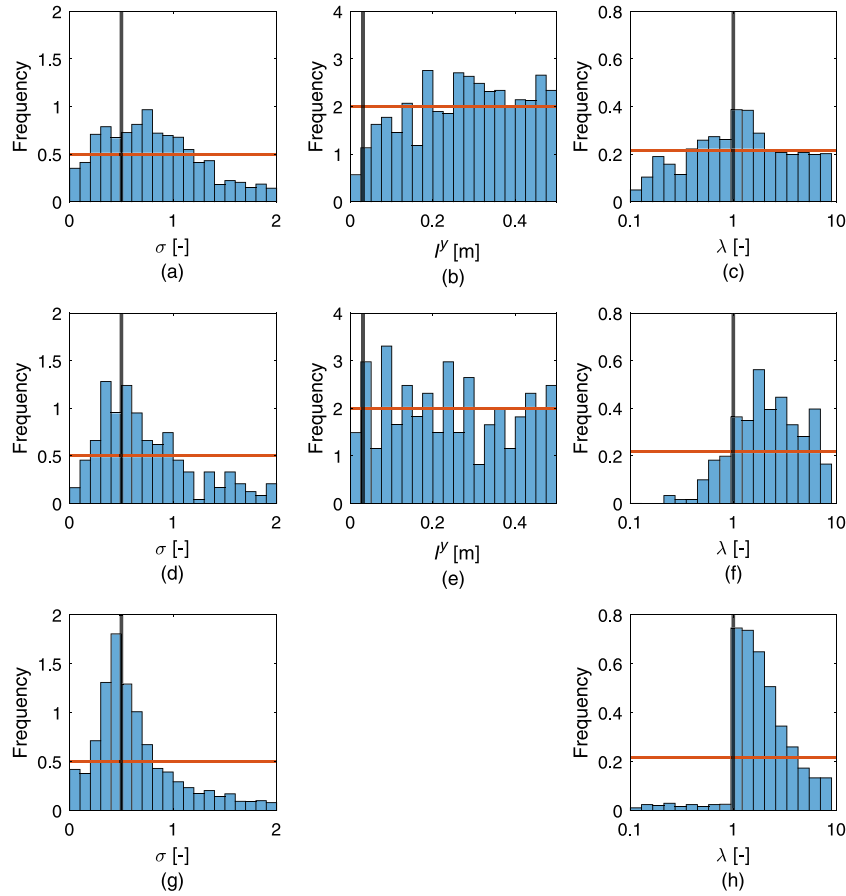 2
1.5
1
0.5
0
Frequency
0 1 2
σ [-]
(a)
4
3
2
1
0
Frequency
0 0.2 0.4
l^y [m]
(b)
0.8
0.6
0.4
0.2
0
Frequency
0.1 1 10
λ [-]
(c)
2
1.5
1
0.5
0
Frequency
0 1 2
σ [-]
(d)
4
3
2
1
0
Frequency
0 0.2 0.4
l^y [m]
(e)
0.8
0.6
0.4
0.2
0
Frequency
0.1 1 10
λ [-]
(f)
2
1.5
1
0.5
0
Frequency
0 1 2
σ [-]
(g)
0.8
0.6
0.4
0.2
0
Frequency
0.1 1 10
λ [-]
(h)